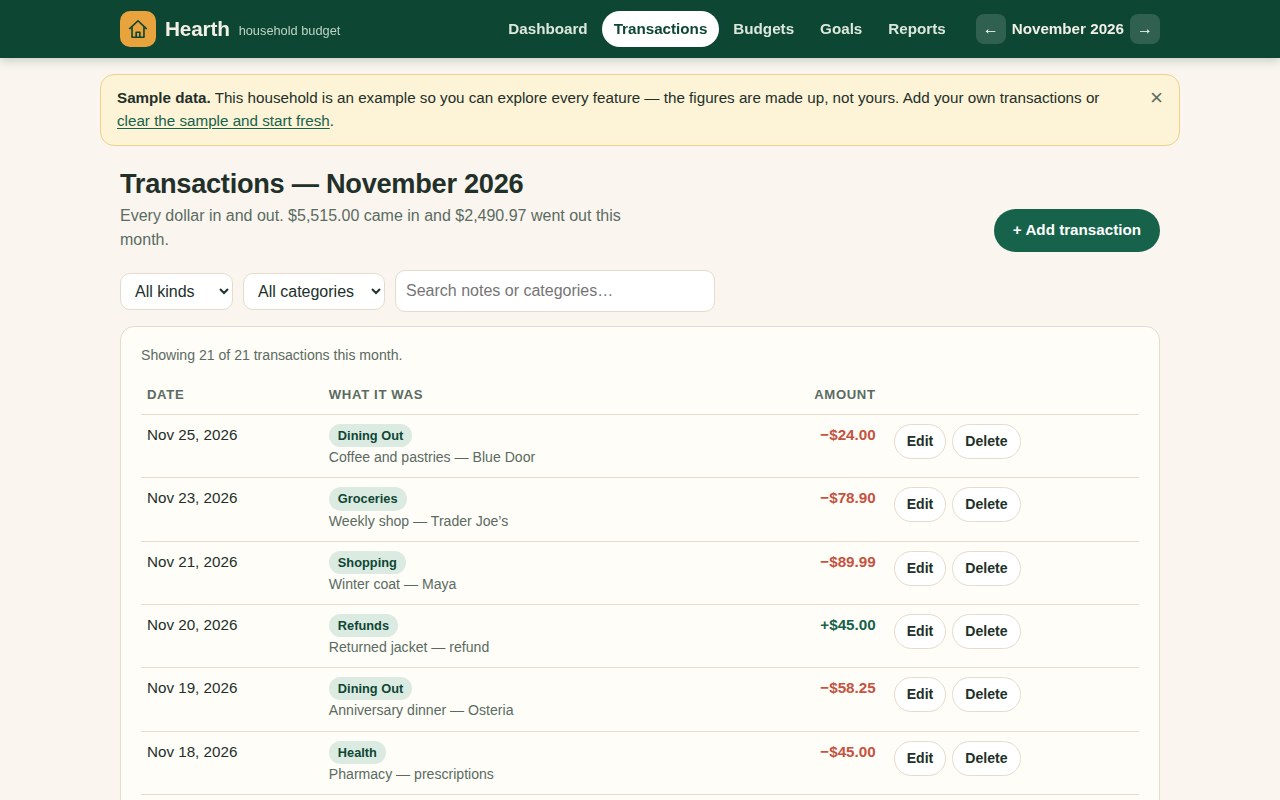 Hearth household budget Dashboard Transactions Budgets Goals Reports ← November 2026 →
Sample data. This household is an example so you can explore every feature — the figures are made up, not yours. Add your own transactions or ×
clear the sample and start fresh.
Transactions — November 2026
Every dollar in and out. $5,515.00 came in and $2,490.97 went out this
month.
+ Add transaction
All kinds All categories Search notes or categories…
Showing 21 of 21 transactions this month.
DATE WHAT IT WAS AMOUNT
Nov 25, 2026 Dining Out −$24.00 Edit Delete
Coffee and pastries — Blue Door
Nov 23, 2026 Groceries −$78.90 Edit Delete
Weekly shop — Trader Joe’s
Nov 21, 2026 Shopping −$89.99 Edit Delete
Winter coat — Maya
Nov 20, 2026 Refunds +$45.00 Edit Delete
Returned jacket — refund
Nov 19, 2026 Dining Out −$58.25 Edit Delete
Anniversary dinner — Osteria
Nov 18, 2026 Health −$45.00 Edit Delete
Pharmacy — prescriptions